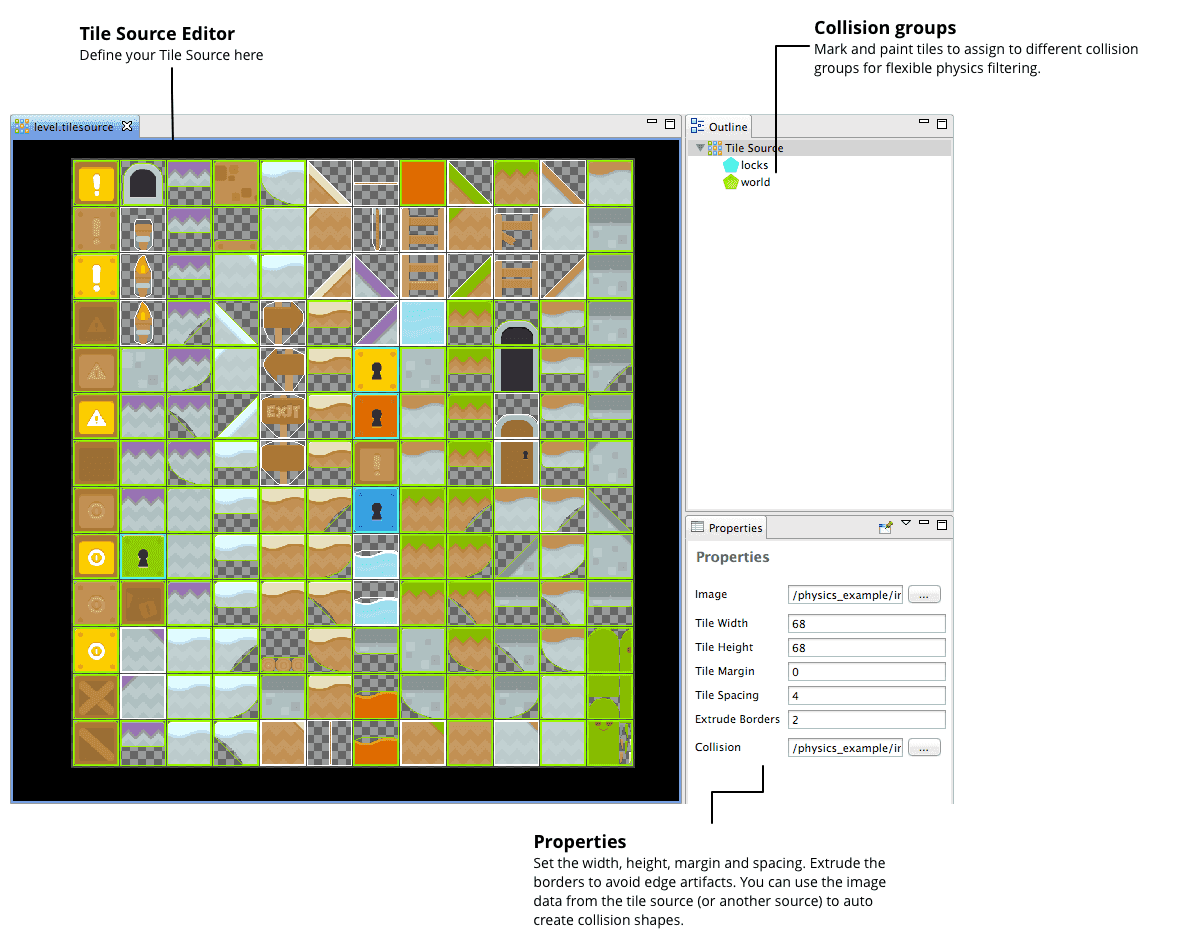 Tile Source Editor
Define your Tile Source here
Collision groups
Mark and paint tiles to assign to different collision
groups for flexible physics filtering.
level.tilesource
Outline
Tile Source
locks
world
EXIT
Properties
Properties
Image /physics_example/ir ...
Tile Width 68
Tile Height 68
Tile Margin 0
Tile Spacing 4
Extrude Borders 2
Collision /physics_example/ir ...
Properties
Set the width, height, margin and spacing. Extrude the
borders to avoid edge artifacts. You can use the image
data from the tile source (or another source) to auto
create collision shapes.